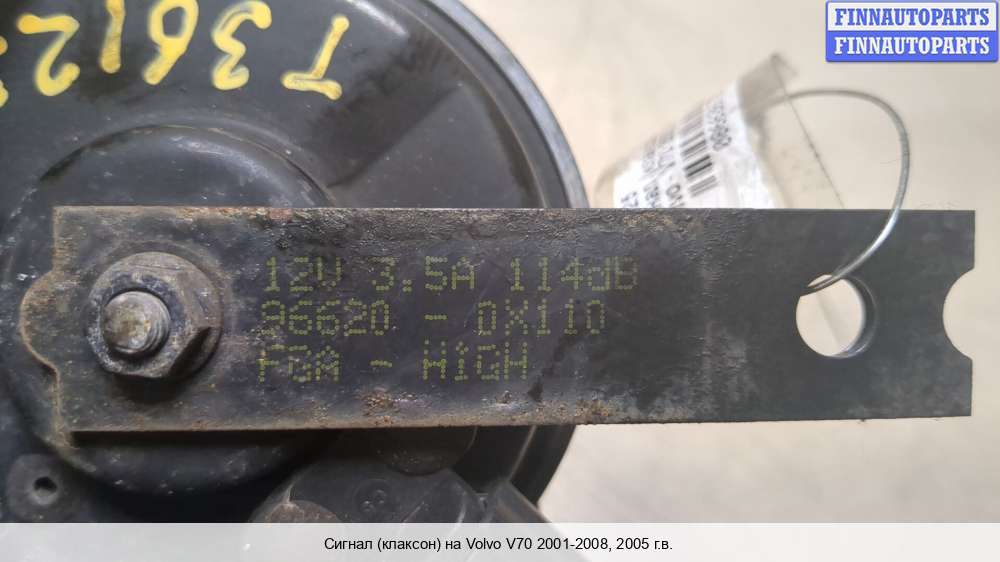 FINNAUTOPARTS
FINNAUTOPARTS
T3612
12V 3.5A 114dB
96620 - 0X110
FGA - HIGH
Сигнал (клаксон) на Volvo V70 2001-2008, 2005 г.в.